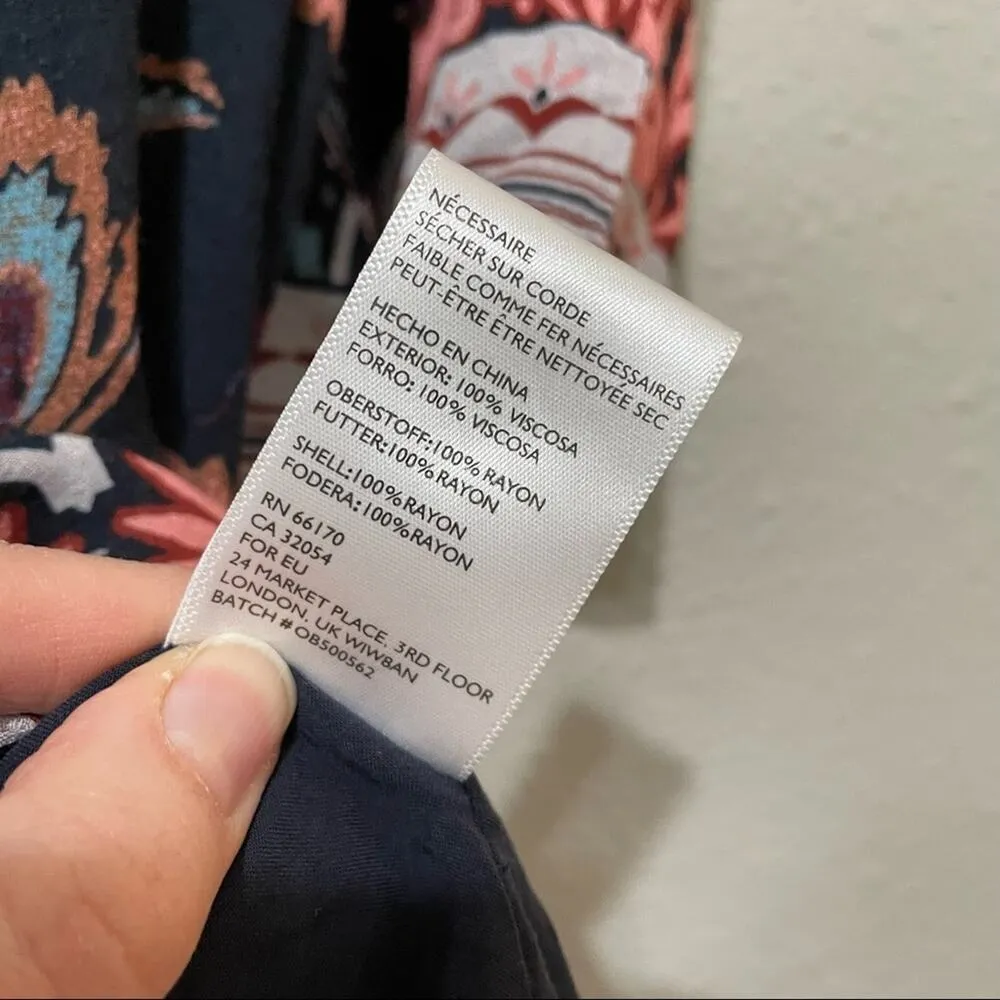 NÉCESSAIRE
SÉCHER SUR CORDE
FAIBLE COMME FER NÉCESSAIRES
PEUT-ÊTRE ÊTRE NETTOYÉE SEC
HECHO EN CHINA
EXTERIOR: 100% VISCOSA
FORRO: 100% VISCOSA
OBERSTOFF:100% RAYON
FUTTER:100%RAYON
SHELL:100%RAYON
FODERA:100%RAYON
RN 66170
CA 32054
FOR EU
24 MARKET PLACE, 3RD FLOOR
LONDON, UK WIW8AN
BATCH # OB500562